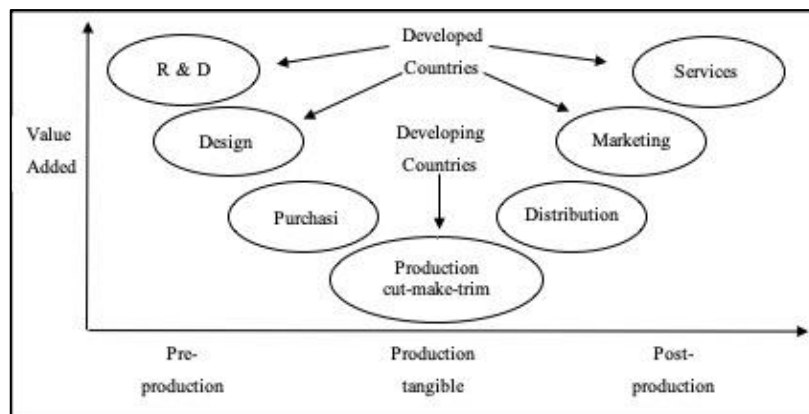 Developed
Countries
R & D
Services
Value
Added
Design
Developing
Countries
Marketing
Purchasi
Distribution
Production
cut-make-trim
Pre-
production
Production
tangible
Post-
production